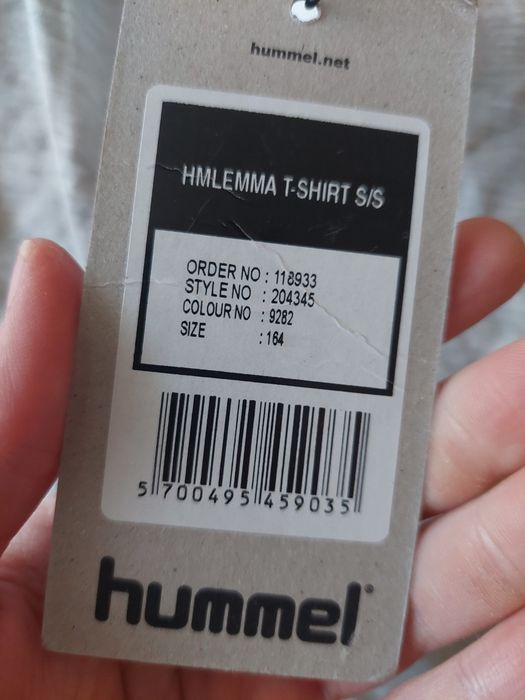 hummel.net
HMLEMMA T-SHIRT S/S
ORDER NO : 118933
STYLE NO : 204345
COLOUR NO : 9282
SIZE : 164
5 700495 459035
hummel®